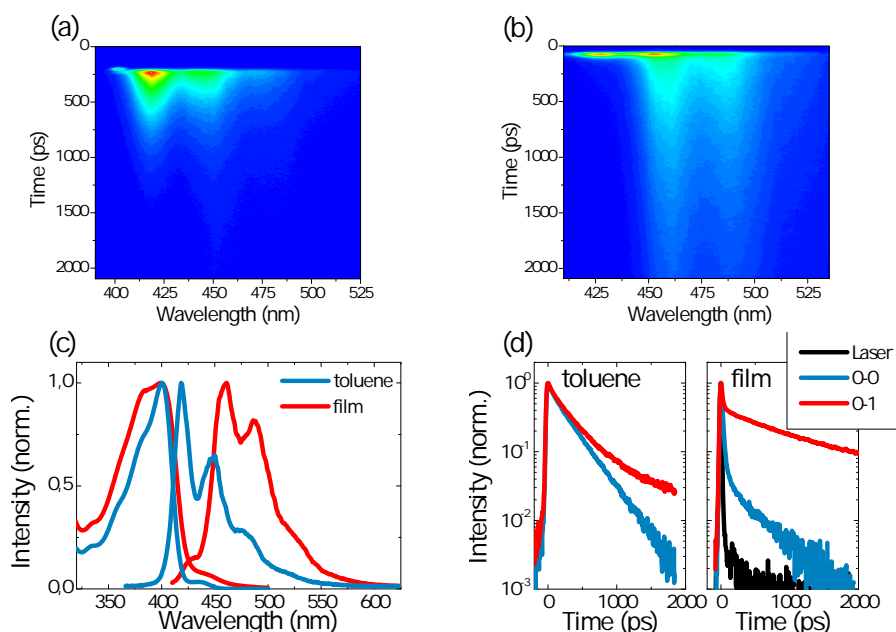 (a)
0
500
1000
1500
2000
Time (ps)
400 425 450 475 500 525
Wavelength (nm)
(b)
0
500
1000
1500
2000
Time (ps)
425 450 475 500 525
Wavelength (nm)
(c)
1,0
0,5
0,0
Intensity (norm.)
toluene
film
350 400 450 500 550 600
Wavelength (nm)
(d)
10⁰
10⁻¹
10⁻²
10⁻³
Intensity (norm.)
toluene
film
Laser
0-0
0-1
0 1000 2000
0 1000 2000
Time (ps)
Time (ps)